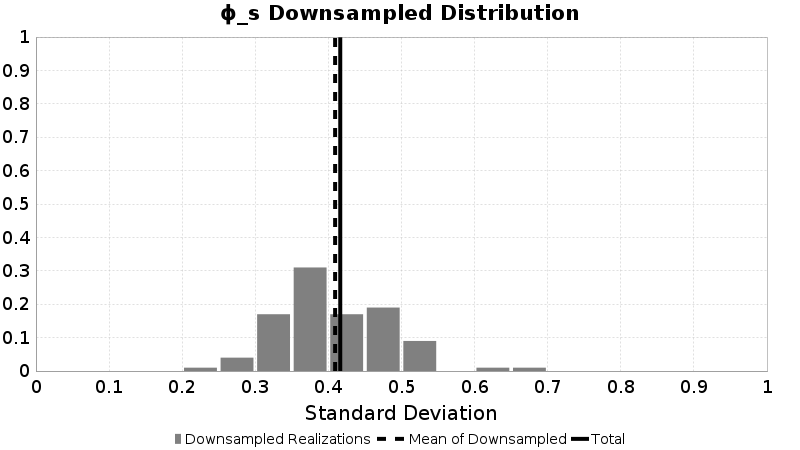 ϕ_s Downsampled Distribution
1
0.9
0.8
0.7
0.6
0.5
0.4
0.3
0.2
0.1
0
0 0.1 0.2 0.3 0.4 0.5 0.6 0.7 0.8 0.9 1
Standard Deviation
Downsampled Realizations Mean of Downsampled Total